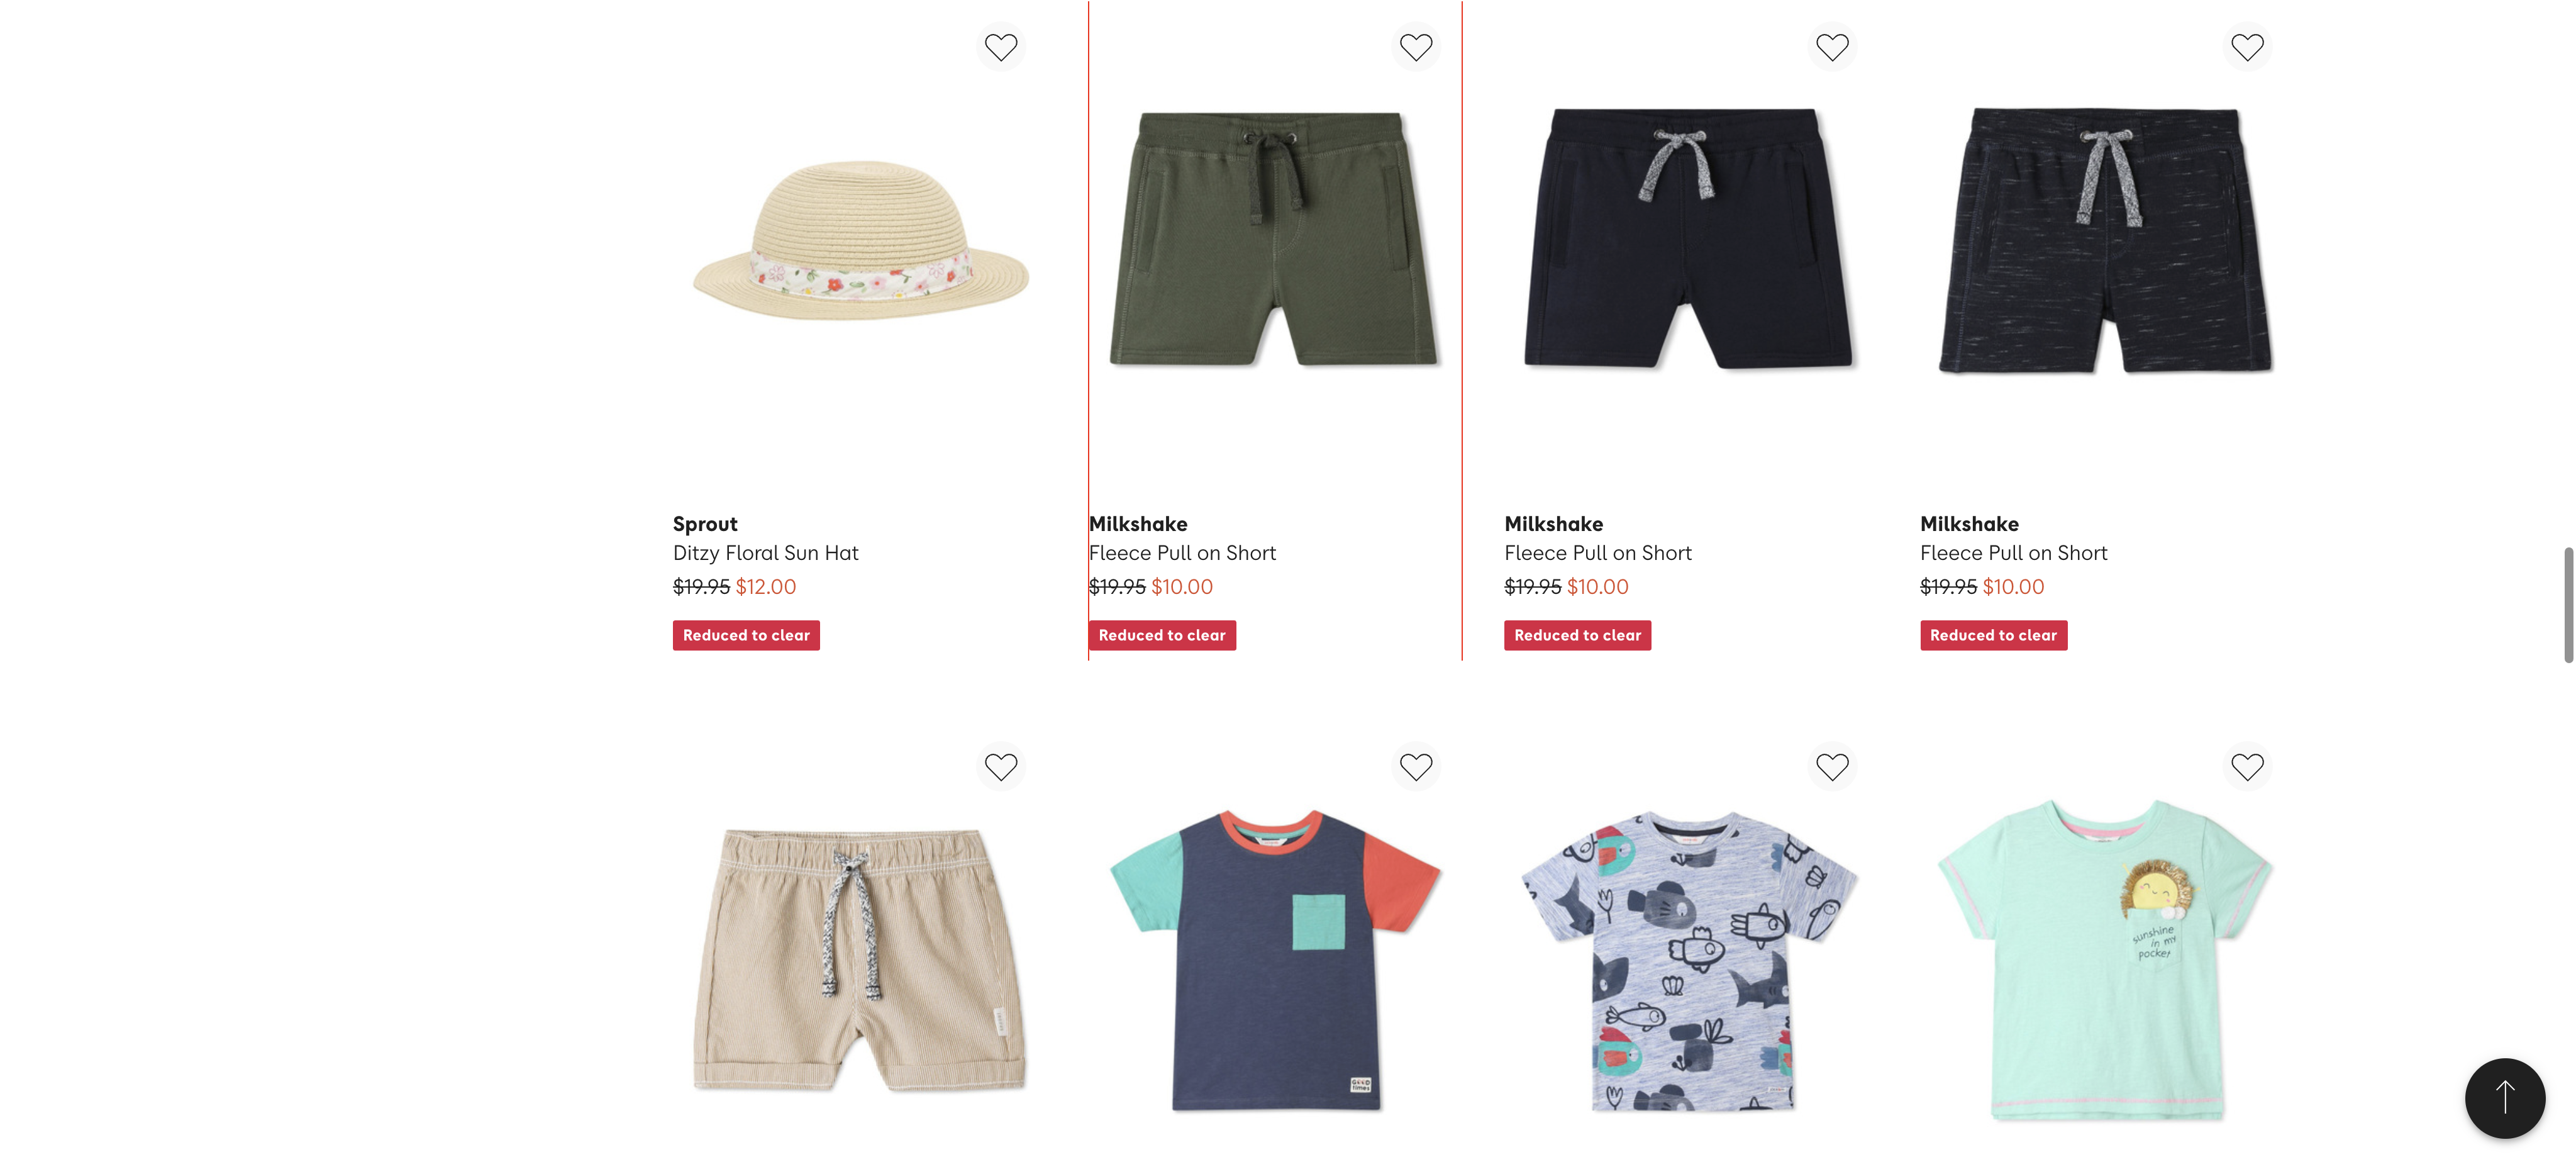 Sprout
Ditzy Floral Sun Hat
$19.95 $12.00
Reduced to clear
Milkshake
Fleece Pull on Short
$19.95 $10.00
Reduced to clear
Milkshake
Fleece Pull on Short
$19.95 $10.00
Reduced to clear
Milkshake
Fleece Pull on Short
$19.95 $10.00
Reduced to clear
GOOD
times
sunshine
in my
pocket